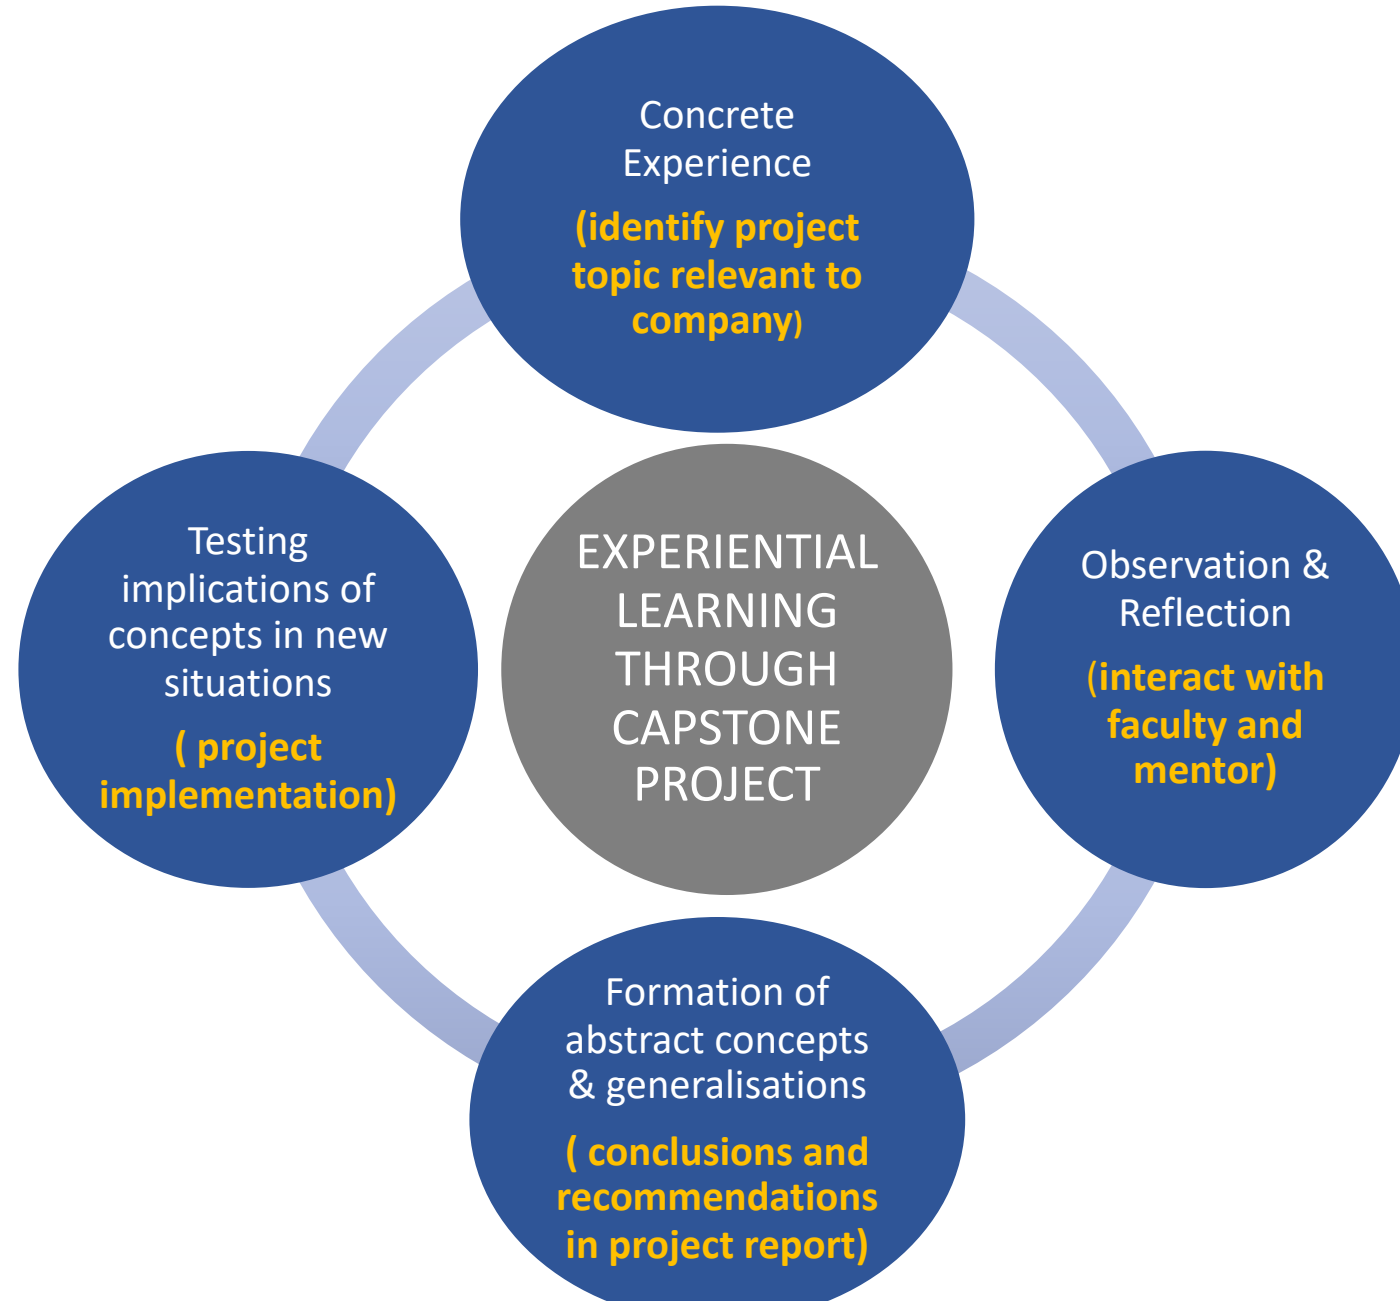 Concrete
Experience
(identify project
topic relevant to
company)
Testing
implications of
concepts in new
situations
( project
implementation)
EXPERIENTIAL
LEARNING
THROUGH
CAPSTONE
PROJECT
Observation &
Reflection
(interact with
faculty and
mentor)
Formation of
abstract concepts
& generalisations
( conclusions and
recommendations
in project report)